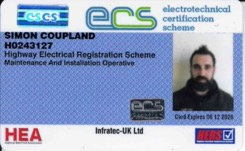 CSCS
ecs
electrotechnical
certification
scheme
SIMON COUPLAND
H0243127
Highway Electrical Registration Scheme
Maintenance And Installation Operative
ecs
Card Expires 06 12 2026
HEA
Infratec-UK Ltd
HERS